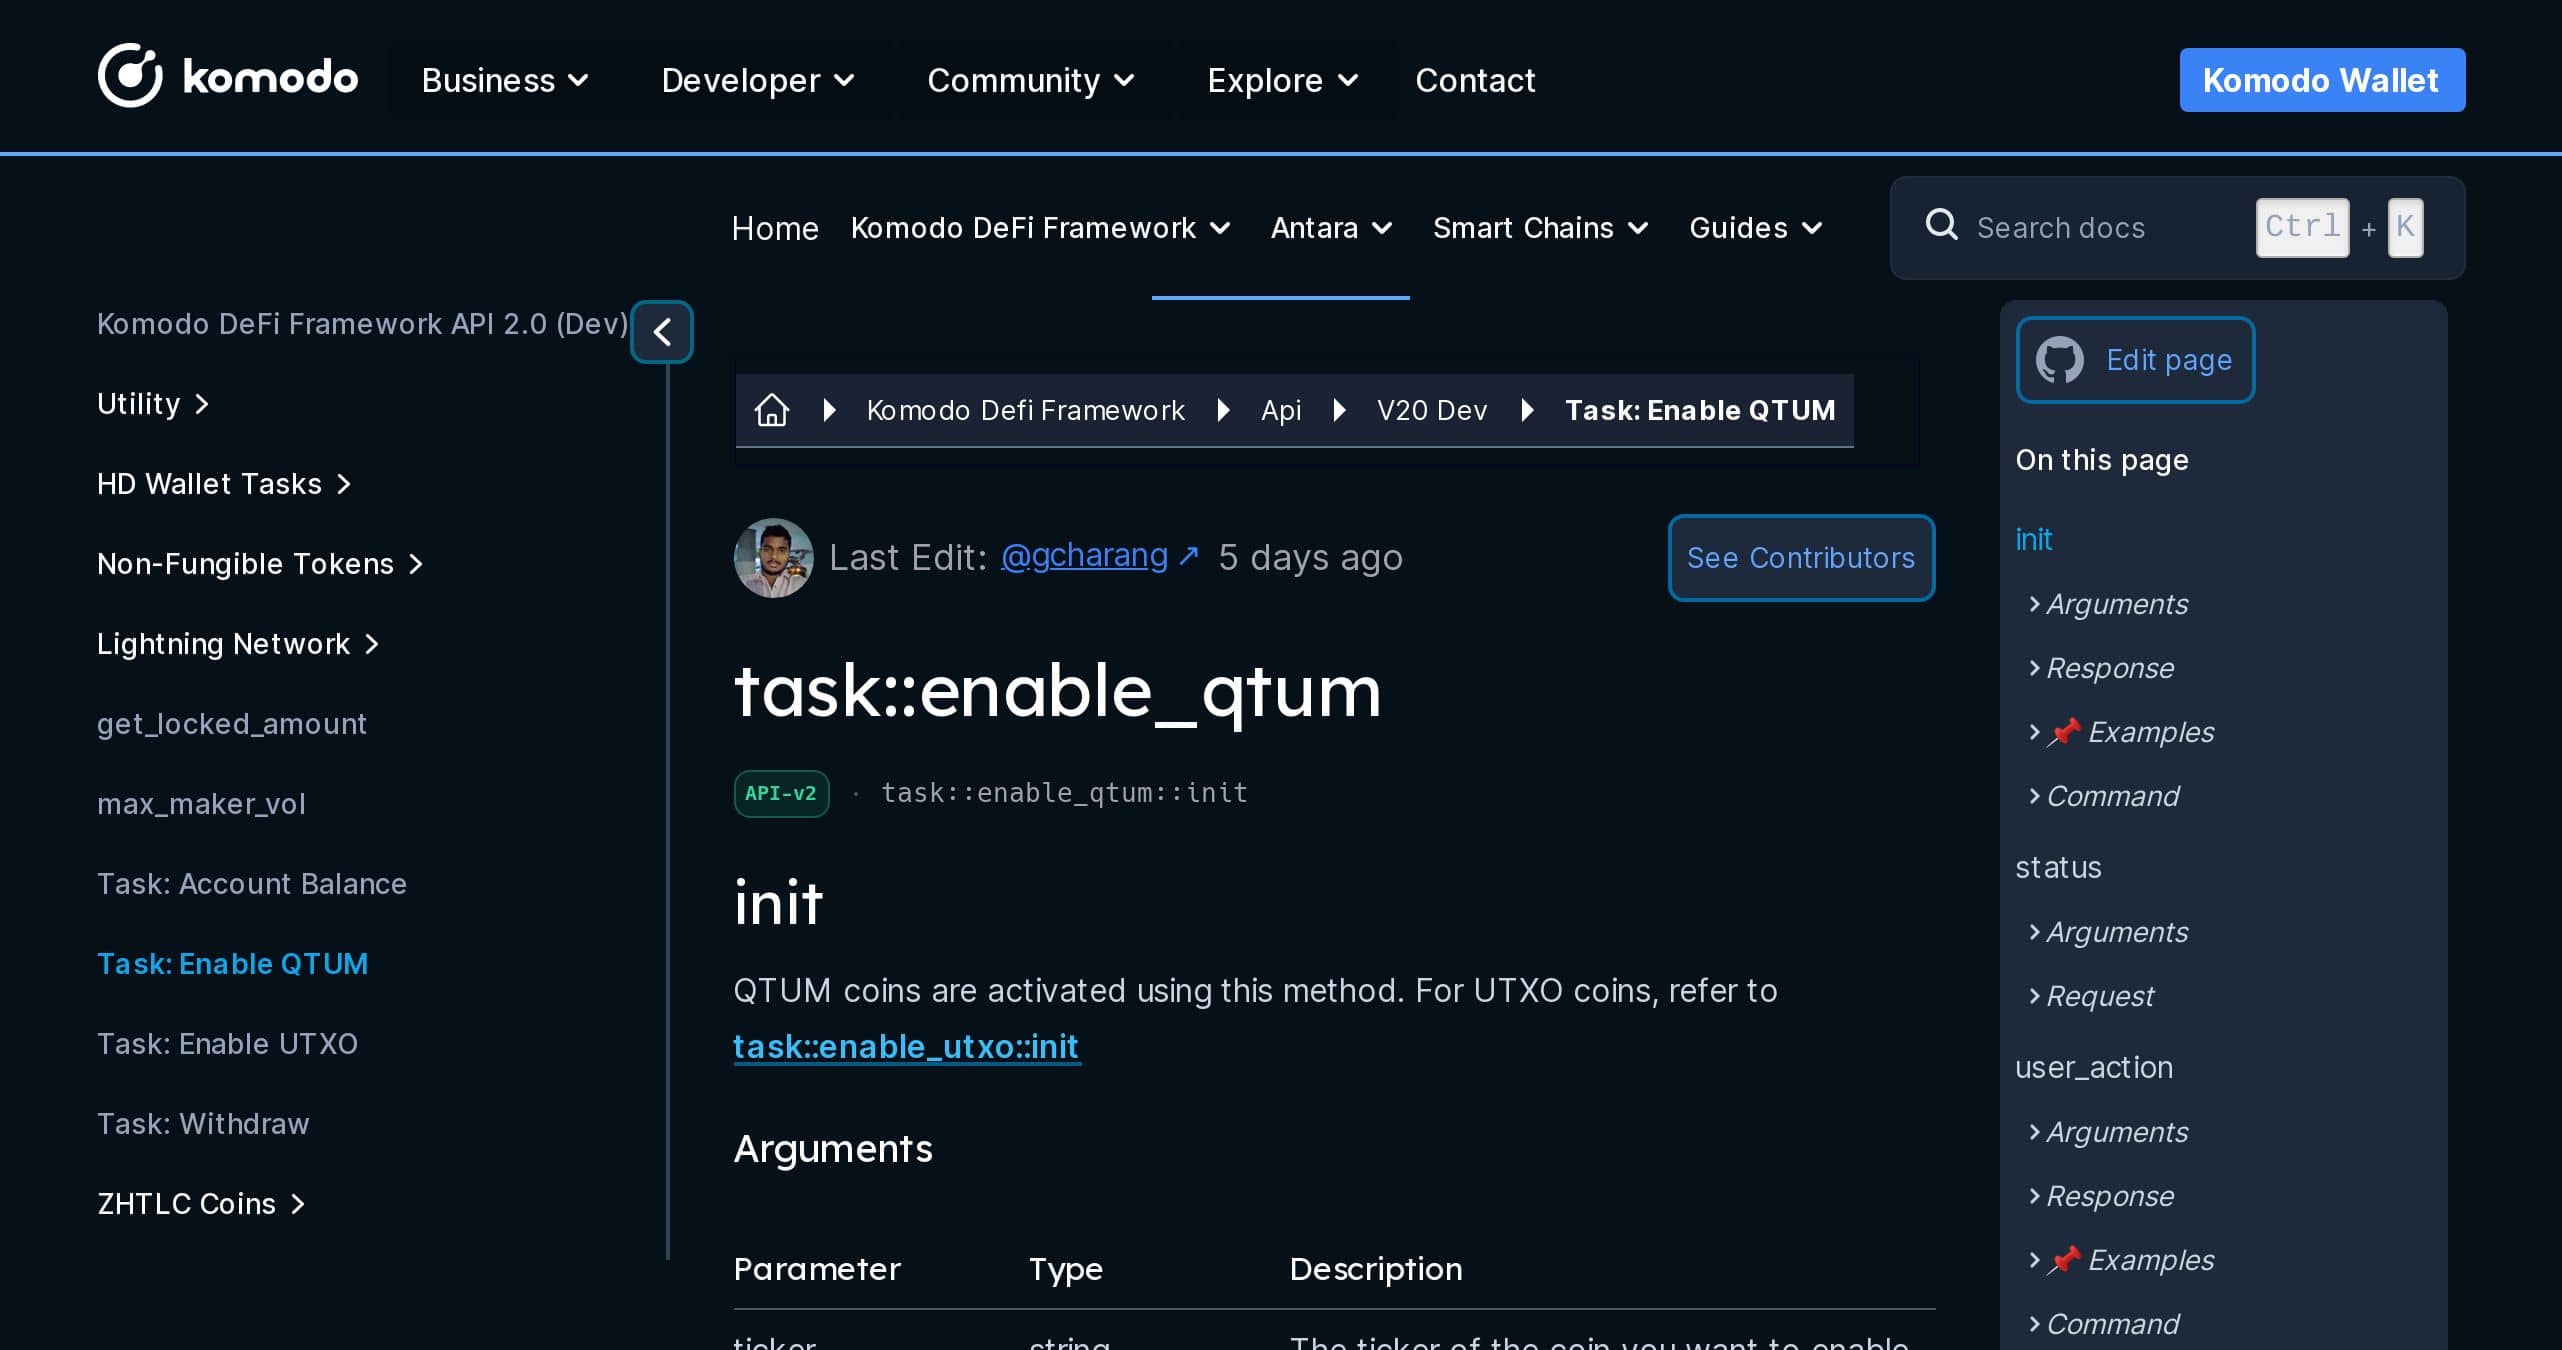 komodo Business Developer Community Explore Contact Komodo Wallet
Home Komodo DeFi Framework Antara Smart Chains Guides Search docs Ctrl + K
Komodo DeFi Framework API 2.0 (Dev)
Utility
HD Wallet Tasks
Non-Fungible Tokens
Lightning Network
get_locked_amount
max_maker_vol
Task: Account Balance
Task: Enable QTUM
Task: Enable UTXO
Task: Withdraw
ZHTLC Coins
Komodo Defi Framework Api V20 Dev Task: Enable QTUM
Last Edit: @gcharang ↗ 5 days ago See Contributors
task::enable_qtum
API-v2 · task::enable_qtum::init
init
QTUM coins are activated using this method. For UTXO coins, refer to
task::enable_utxo::init
Arguments
Parameter Type Description
ticker string The ticker of the coin you want to enable
Edit page
On this page
init
Arguments
Response
📌 Examples
Command
status
Arguments
Request
user_action
Arguments
Response
📌 Examples
Command